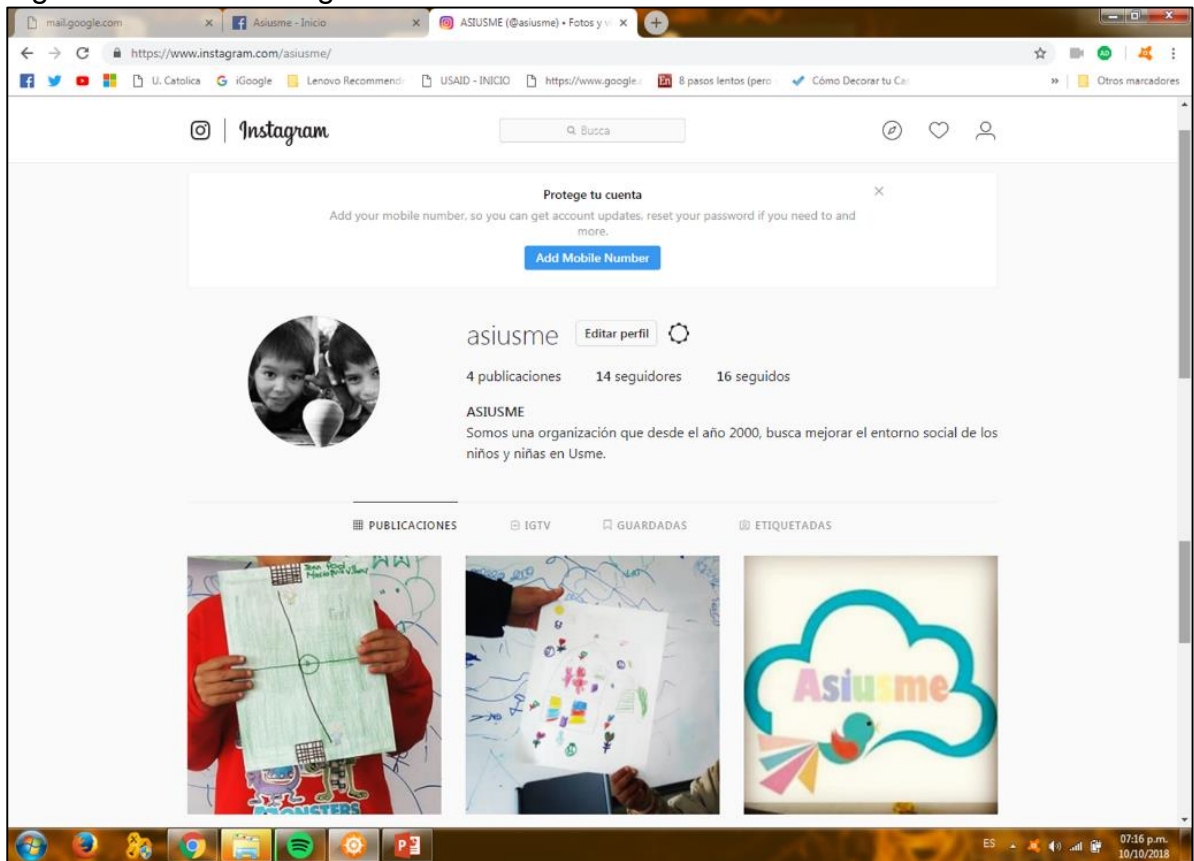 mail.google.com
Asiusme - Inicio
ASIUSME (@asiusme) • Fotos y vi
https://www.instagram.com/asiusme/
U. Catolica
iGoogle
Lenovo Recommend
USAID - INICIO
https://www.google.
En
8 pasos lentos (pero
Cómo Decorar tu Cas
»
Otros marcadores
Instagram
Busca
Protege tu cuenta
Add your mobile number, so you can get account updates, reset your password if you need to and
more.
Add Mobile Number
asiusme
Editar perfil
4 publicaciones
14 seguidores
16 seguidos
ASIUSME
Somos una organización que desde el año 2000, busca mejorar el entorno social de los
niños y niñas en Usme.
PUBLICACIONES
IGTV
GUARDADAS
ETIQUETADAS
Asiusme
MONSTERS
ES
07:16 p.m.
10/10/2018